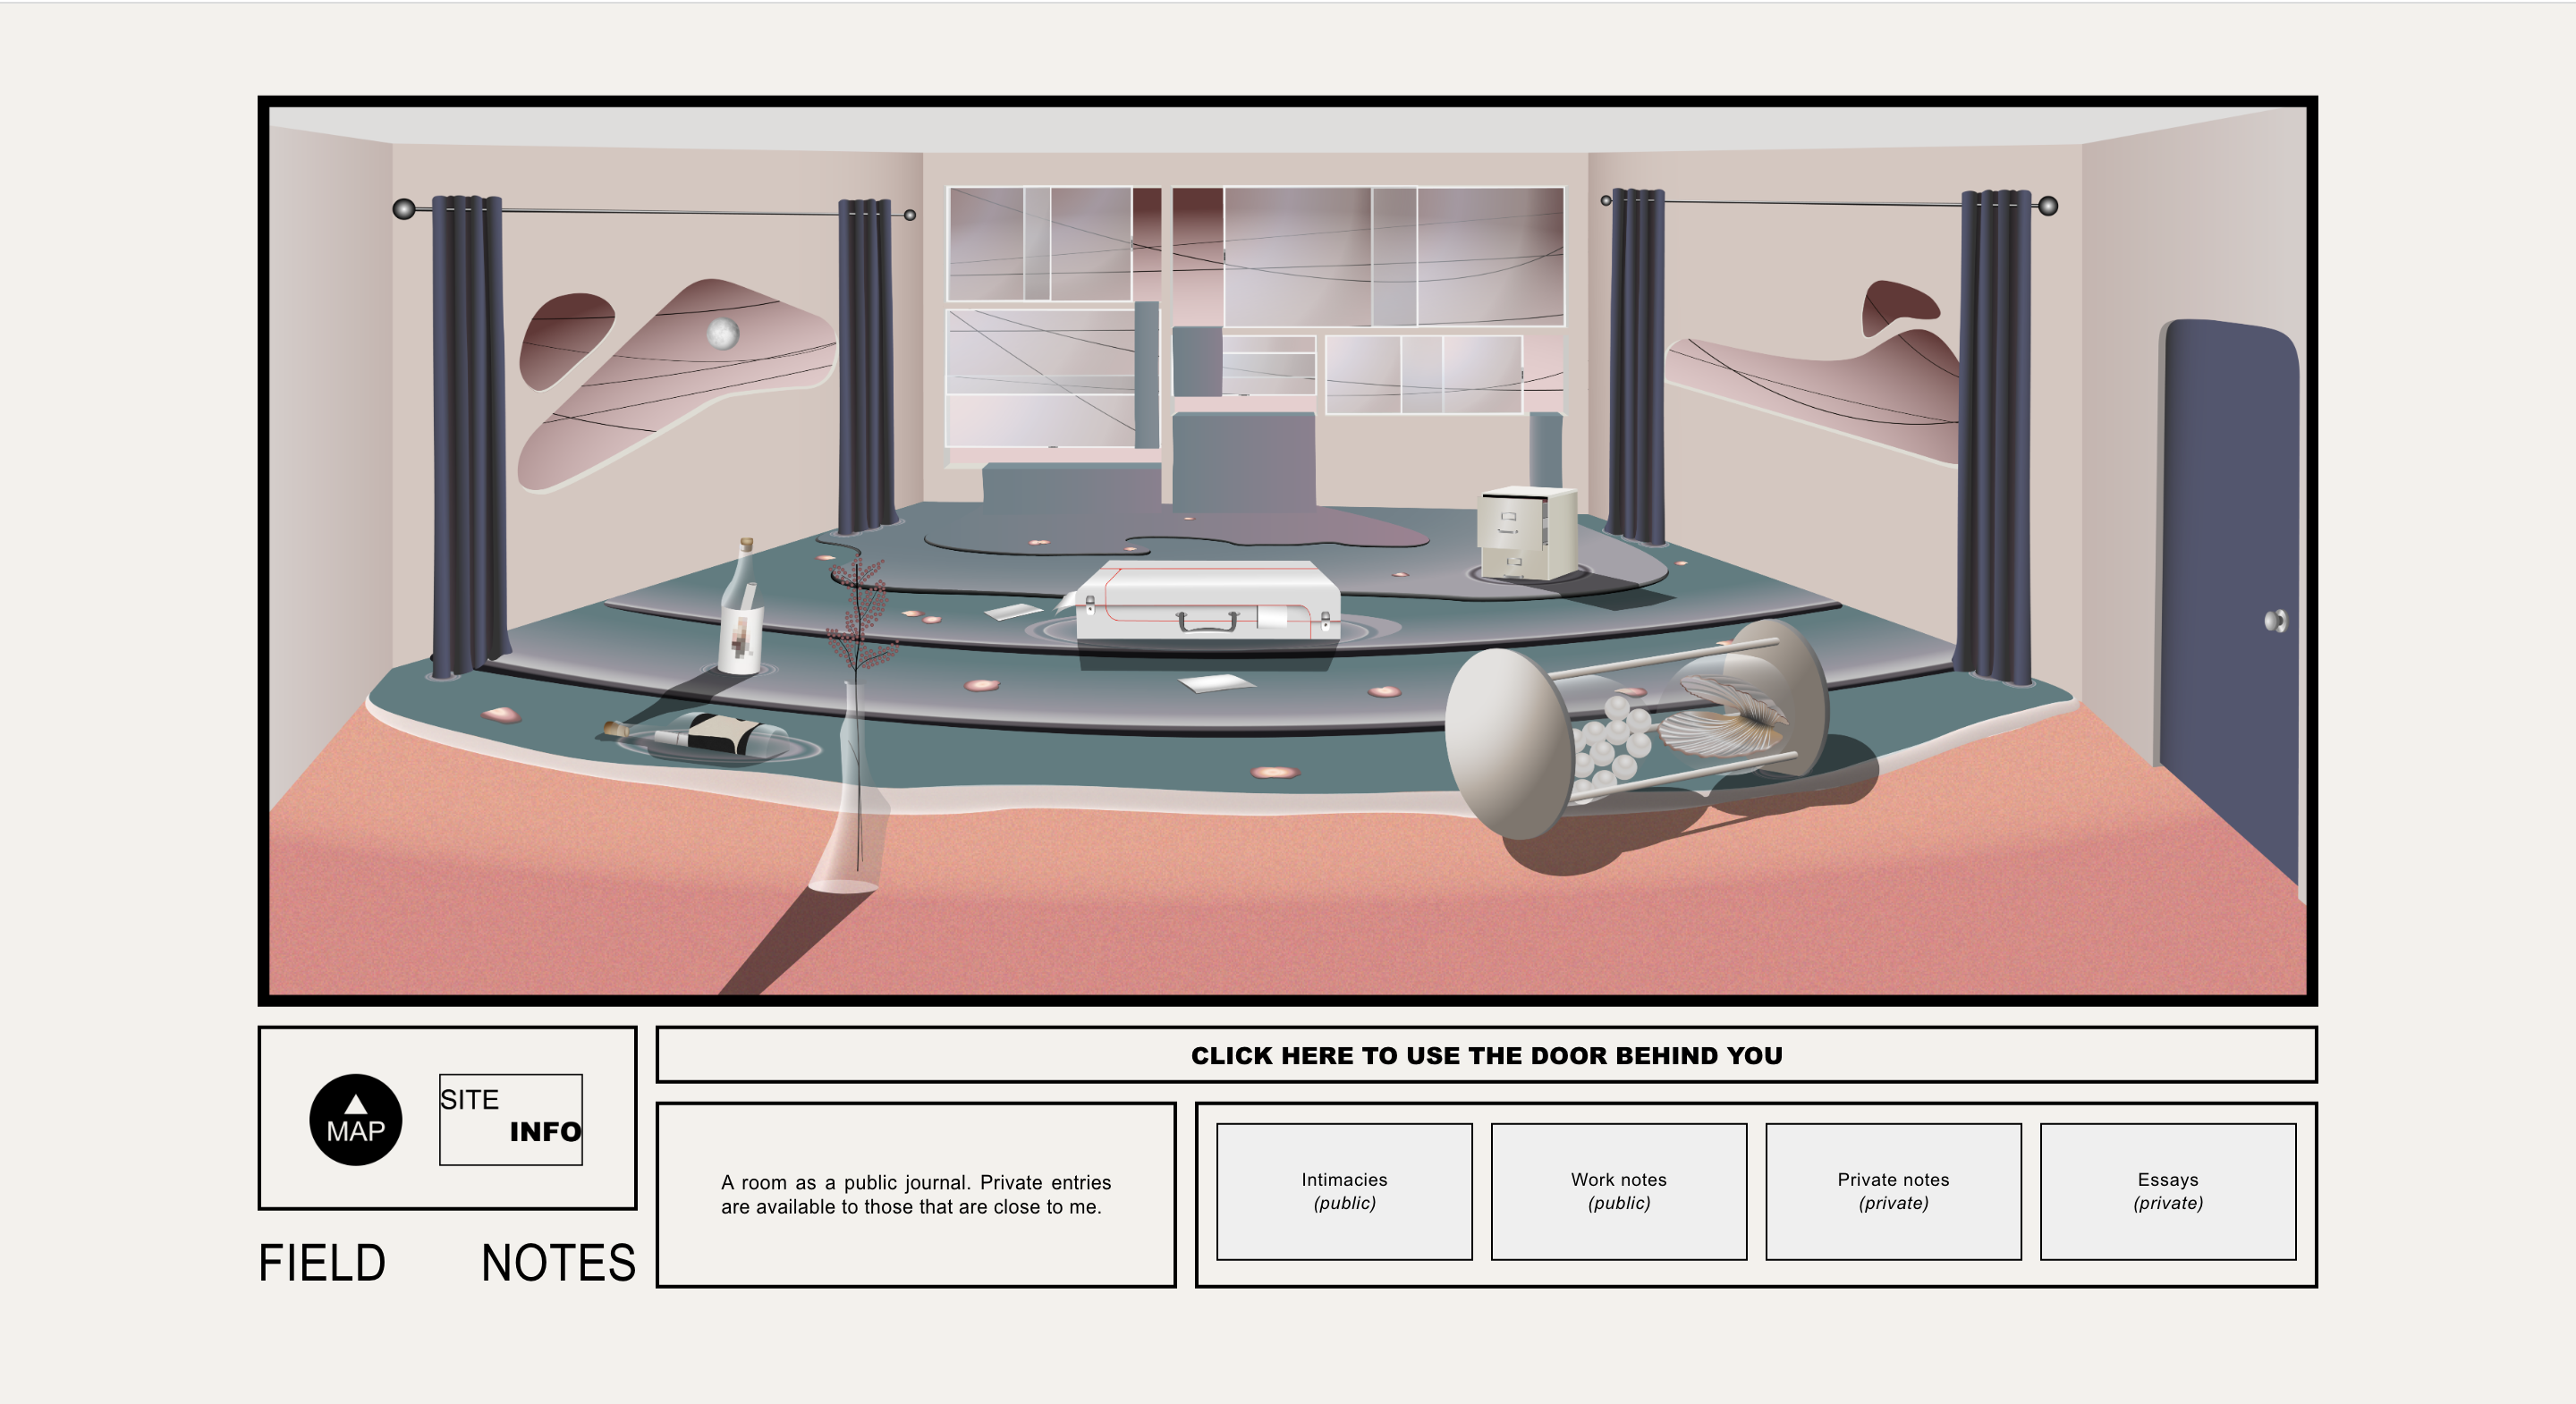 CLICK HERE TO USE THE DOOR BEHIND YOU
MAP
SITE
INFO
FIELD NOTES
A room as a public journal. Private entries
are available to those that are close to me.
Intimacies
(public)
Work notes
(public)
Private notes
(private)
Essays
(private)